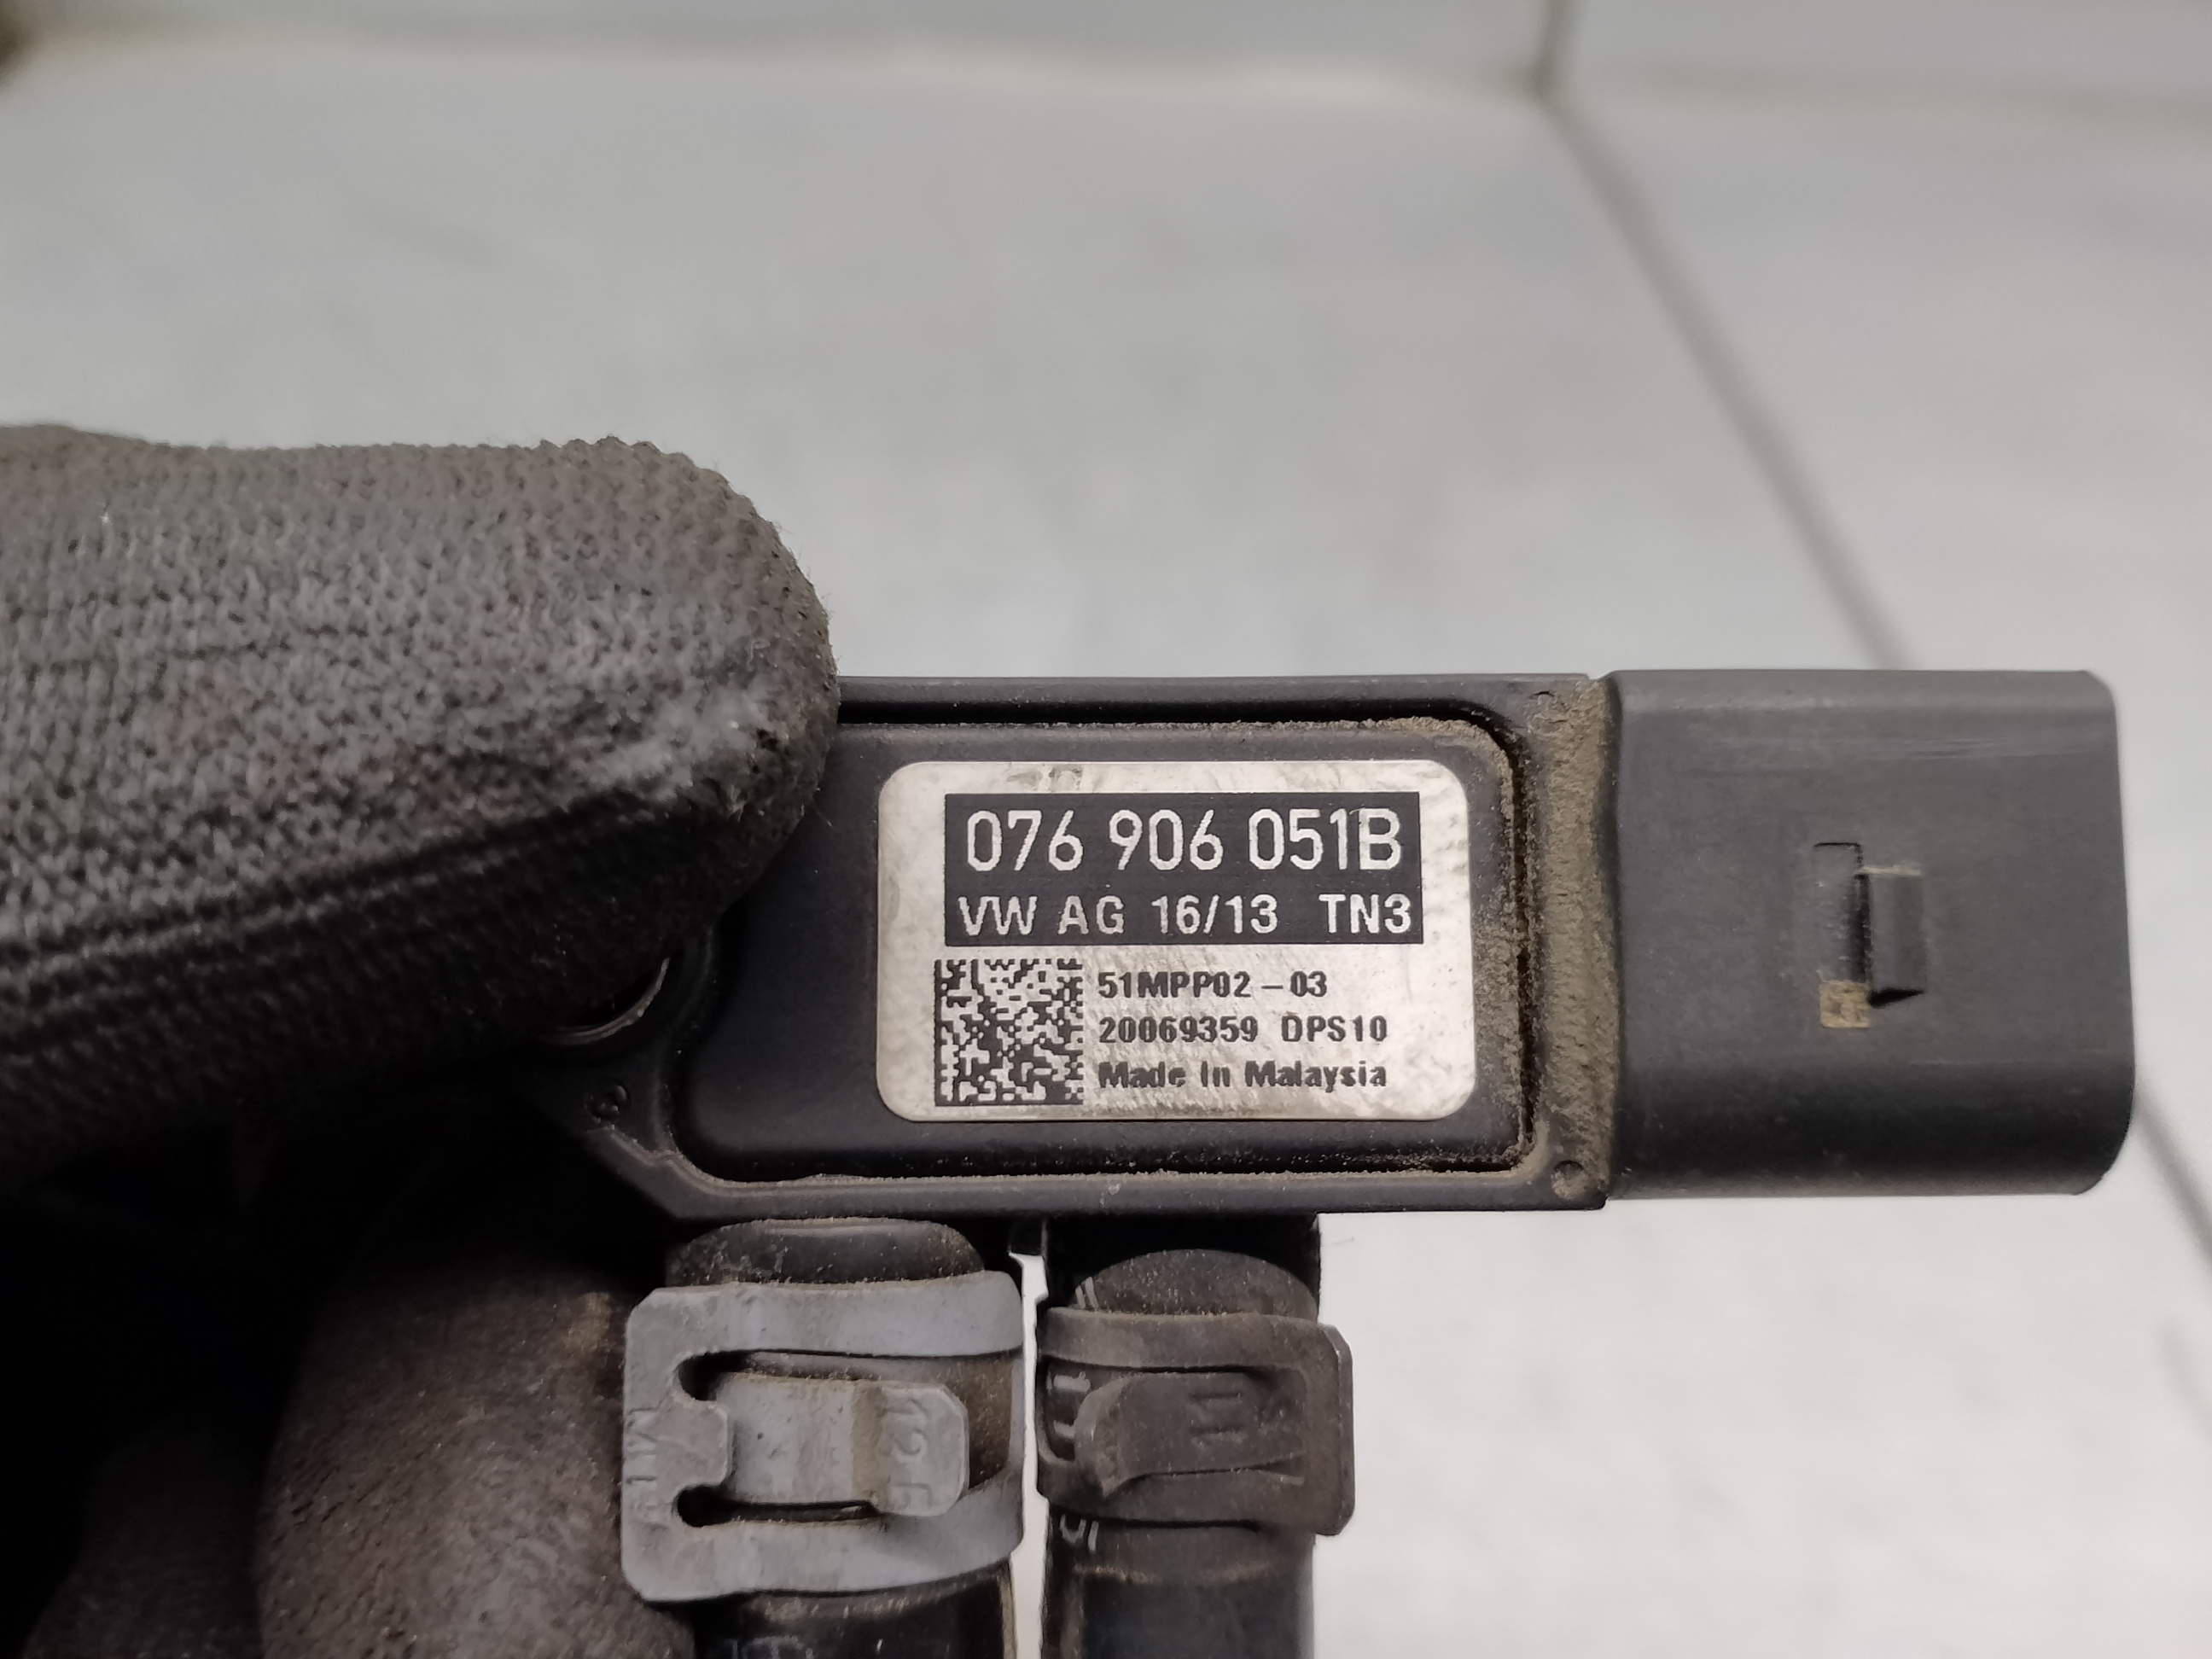 076 906 051B
VW AG 16/13 TN3
51MPP02-03
20069359 DPS10
Made In Malaysia